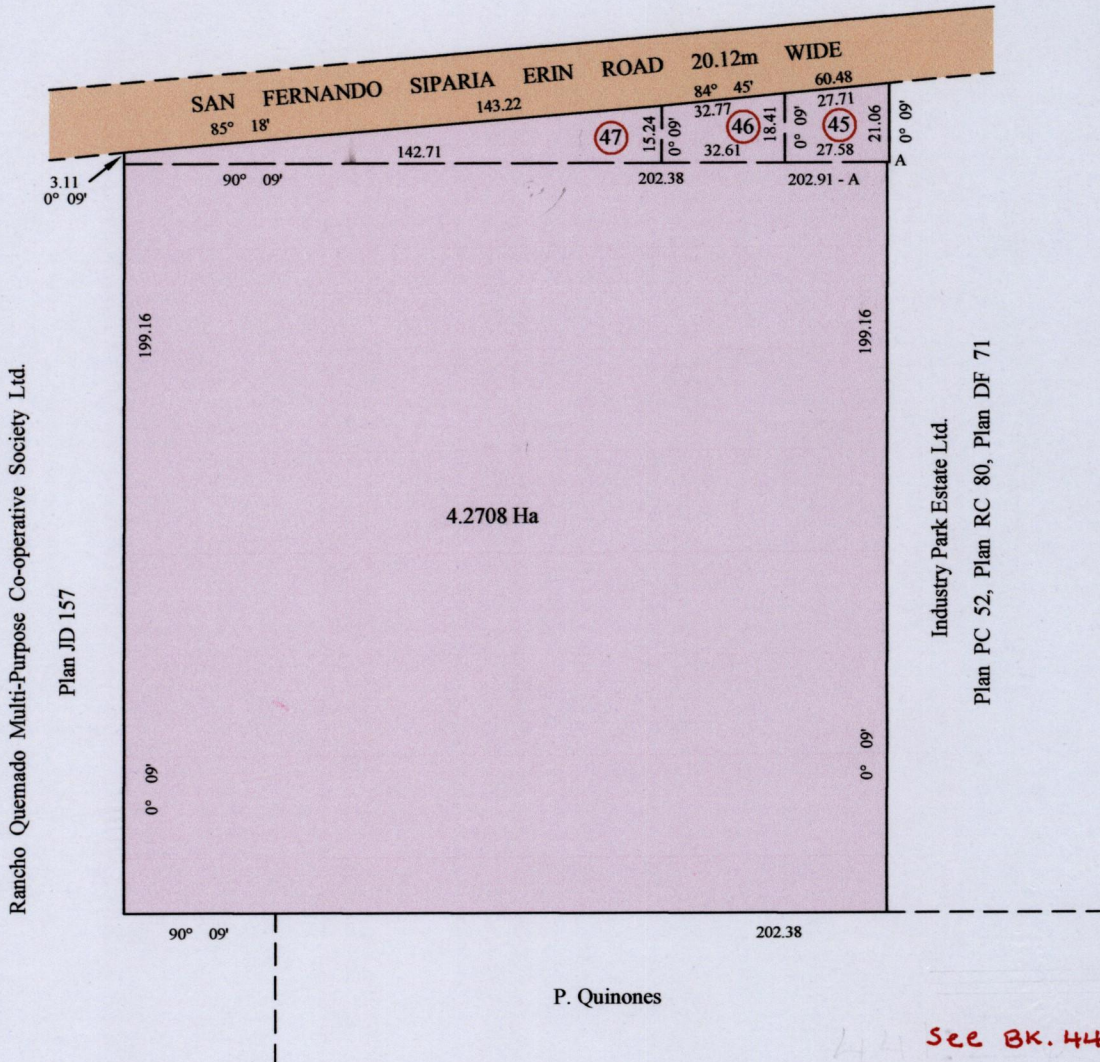 SAN FERNANDO SIPARIA ERIN ROAD 20.12m WIDE
85° 18'
143.22
84° 45'
60.48
32.77
27.71
47
15.24
0° 09'
46
18.41
0° 09'
45
21.06
0° 09'
142.71
32.61
27.58
A
3.11
0° 09'
90° 09'
202.38
202.91 - A
199.16
199.16
Rancho Quemado Multi-Purpose Co-operative Society Ltd.
Plan JD 157
4.2708 Ha
Industry Park Estate Ltd.
Plan PC 52, Plan RC 80, Plan DF 71
0° 09'
0° 09'
90° 09'
202.38
P. Quinones
See BK. 44